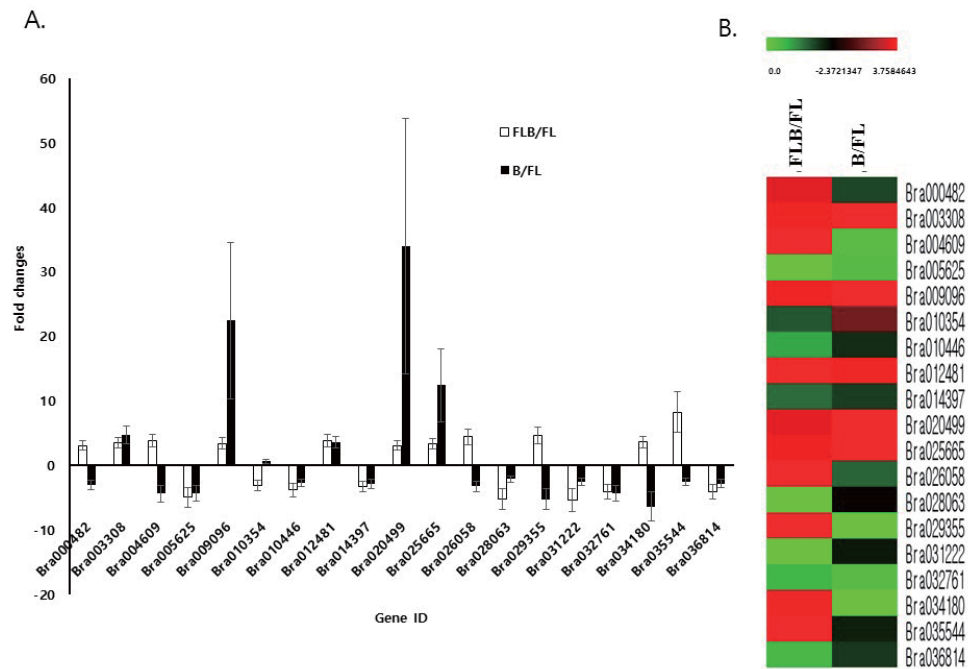 A.
Fold changes
60
50
40
30
20
10
0
-10
-20
FLB/FL
B/FL
Bra000482
Bra003308
Bra004609
Bra005625
Bra009096
Bra010354
Bra010446
Bra012481
Bra014397
Bra020499
Bra025665
Bra026058
Bra028063
Bra029355
Bra031222
Bra032761
Bra034180
Bra035544
Bra036814
Gene ID
B.
0.0 -2.3721347 3.7584643
FLB/FL
B/FL
Bra000482
Bra003308
Bra004609
Bra005625
Bra009096
Bra010354
Bra010446
Bra012481
Bra014397
Bra020499
Bra025665
Bra026058
Bra028063
Bra029355
Bra031222
Bra032761
Bra034180
Bra035544
Bra036814